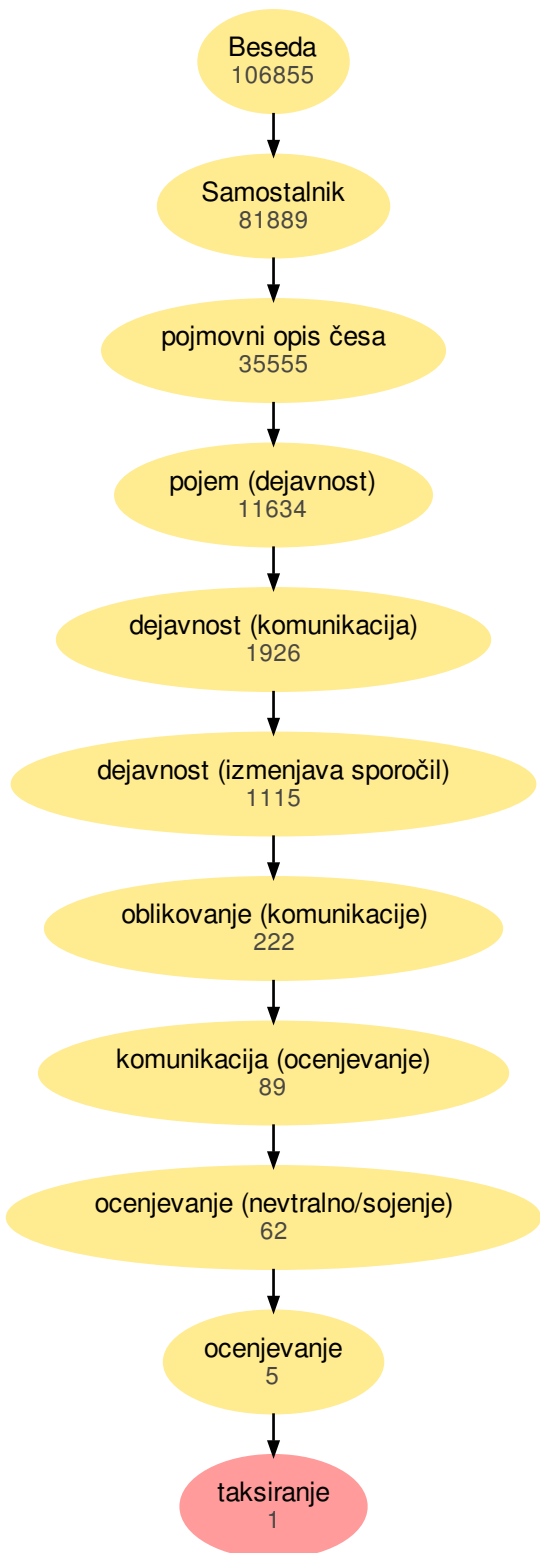 Beseda
106855
Samostalnik
81889
pojmovni opis česa
35555
pojem (dejavnost)
11634
dejavnost (komunikacija)
1926
dejavnost (izmenjava sporočil)
1115
oblikovanje (komunikacije)
222
komunikacija (ocenjevanje)
89
ocenjevanje (nevtralno/sojenje)
62
ocenjevanje
5
taksiranje
1